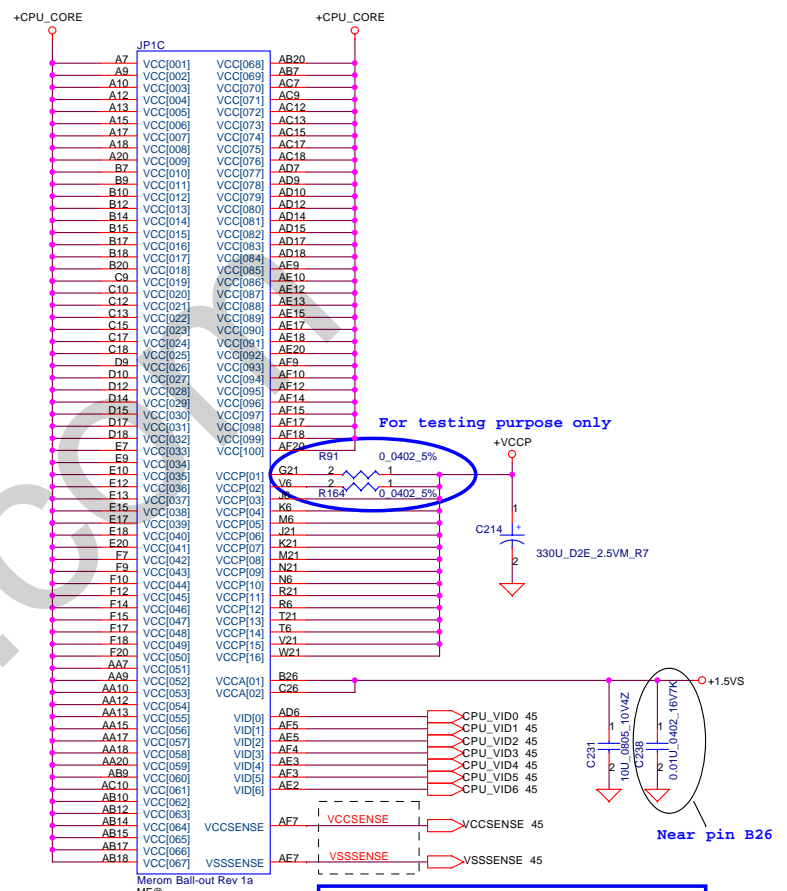 +CPU_CORE +CPU_CORE
JP1C
A7 VCC[001] VCC[068] AB20
A9 VCC[002] VCC[069] AB7
A10 VCC[003] VCC[070] AC7
A12 VCC[004] VCC[071] AC9
A13 VCC[005] VCC[072] AC12
A15 VCC[006] VCC[073] AC13
A17 VCC[007] VCC[074] AC15
A18 VCC[008] VCC[075] AC17
A20 VCC[009] VCC[076] AC18
B7 VCC[010] VCC[077] AD7
B9 VCC[011] VCC[078] AD9
B10 VCC[012] VCC[079] AD10
B12 VCC[013] VCC[080] AD12
B14 VCC[014] VCC[081] AD14
B15 VCC[015] VCC[082] AD15
B17 VCC[016] VCC[083] AD17
B18 VCC[017] VCC[084] AD18
B20 VCC[018] VCC[085] AE9
C9 VCC[019] VCC[086] AE10
C10 VCC[020] VCC[087] AE12
C12 VCC[021] VCC[088] AE13
C13 VCC[022] VCC[089] AE15
C15 VCC[023] VCC[090] AE17
C17 VCC[024] VCC[091] AE18
C18 VCC[025] VCC[092] AE20
D9 VCC[026] VCC[093] AF9
D10 VCC[027] VCC[094] AF10
D12 VCC[028] VCC[095] AF12
D14 VCC[029] VCC[096] AF14
D15 VCC[030] VCC[097] AF15
D17 VCC[031] VCC[098] AF17
D18 VCC[032] VCC[099] AF18
E7 VCC[033] VCC[100] AF20
For testing purpose only
+VCCP
E9 VCC[034]
R91 0_0402_5%
E10 VCC[035] VCCP[01] G21 2 1
E12 VCC[036] VCCP[02] V6 2 1
R164 0_0402_5%
E13 VCC[037] VCCP[03] J6
E15 VCC[038] VCCP[04] K6
E17 VCC[039] VCCP[05] M6
E18 VCC[040] VCCP[06] J21
E20 VCC[041] VCCP[07] K21
F7 VCC[042] VCCP[08] M21
F9 VCC[043] VCCP[09] N21
F10 VCC[044] VCCP[10] N6
F12 VCC[045] VCCP[11] R21
F14 VCC[046] VCCP[12] R6
F15 VCC[047] VCCP[13] T21
F17 VCC[048] VCCP[14] T6
F18 VCC[049] VCCP[15] V21
F20 VCC[050] VCCP[16] W21
1
C214 +
2
330U_D2E_2.5VM_R7
AA7 VCC[051]
AA9 VCC[052] VCCA[01] B26
AA10 VCC[053] VCCA[02] C26
+1.5VS
AA12 VCC[054]
AA13 VCC[055] VID[0] AD6 CPU_VID0 45
AA15 VCC[056] VID[1] AF5 CPU_VID1 45
AA17 VCC[057] VID[2] AE5 CPU_VID2 45
AA18 VCC[058] VID[3] AF4 CPU_VID3 45
AA20 VCC[059] VID[4] AE3 CPU_VID4 45
AB9 VCC[060] VID[5] AF3 CPU_VID5 45
AC10 VCC[061] VID[6] AE2 CPU_VID6 45
1
2
C231
10U_0805_10V4Z
1
2
C238
0.01U_0402_16V7K
Near pin B26
AB10 VCC[062]
AB12 VCC[063]
AB14 VCC[064] VCCSENSE AF7 VCCSENSE VCCSENSE 45
AB15 VCC[065]
AB17 VCC[066]
AB18 VCC[067] VSSSENSE AE7 VSSSENSE VSSSENSE 45
Merom Ball-out Rev 1a
.com